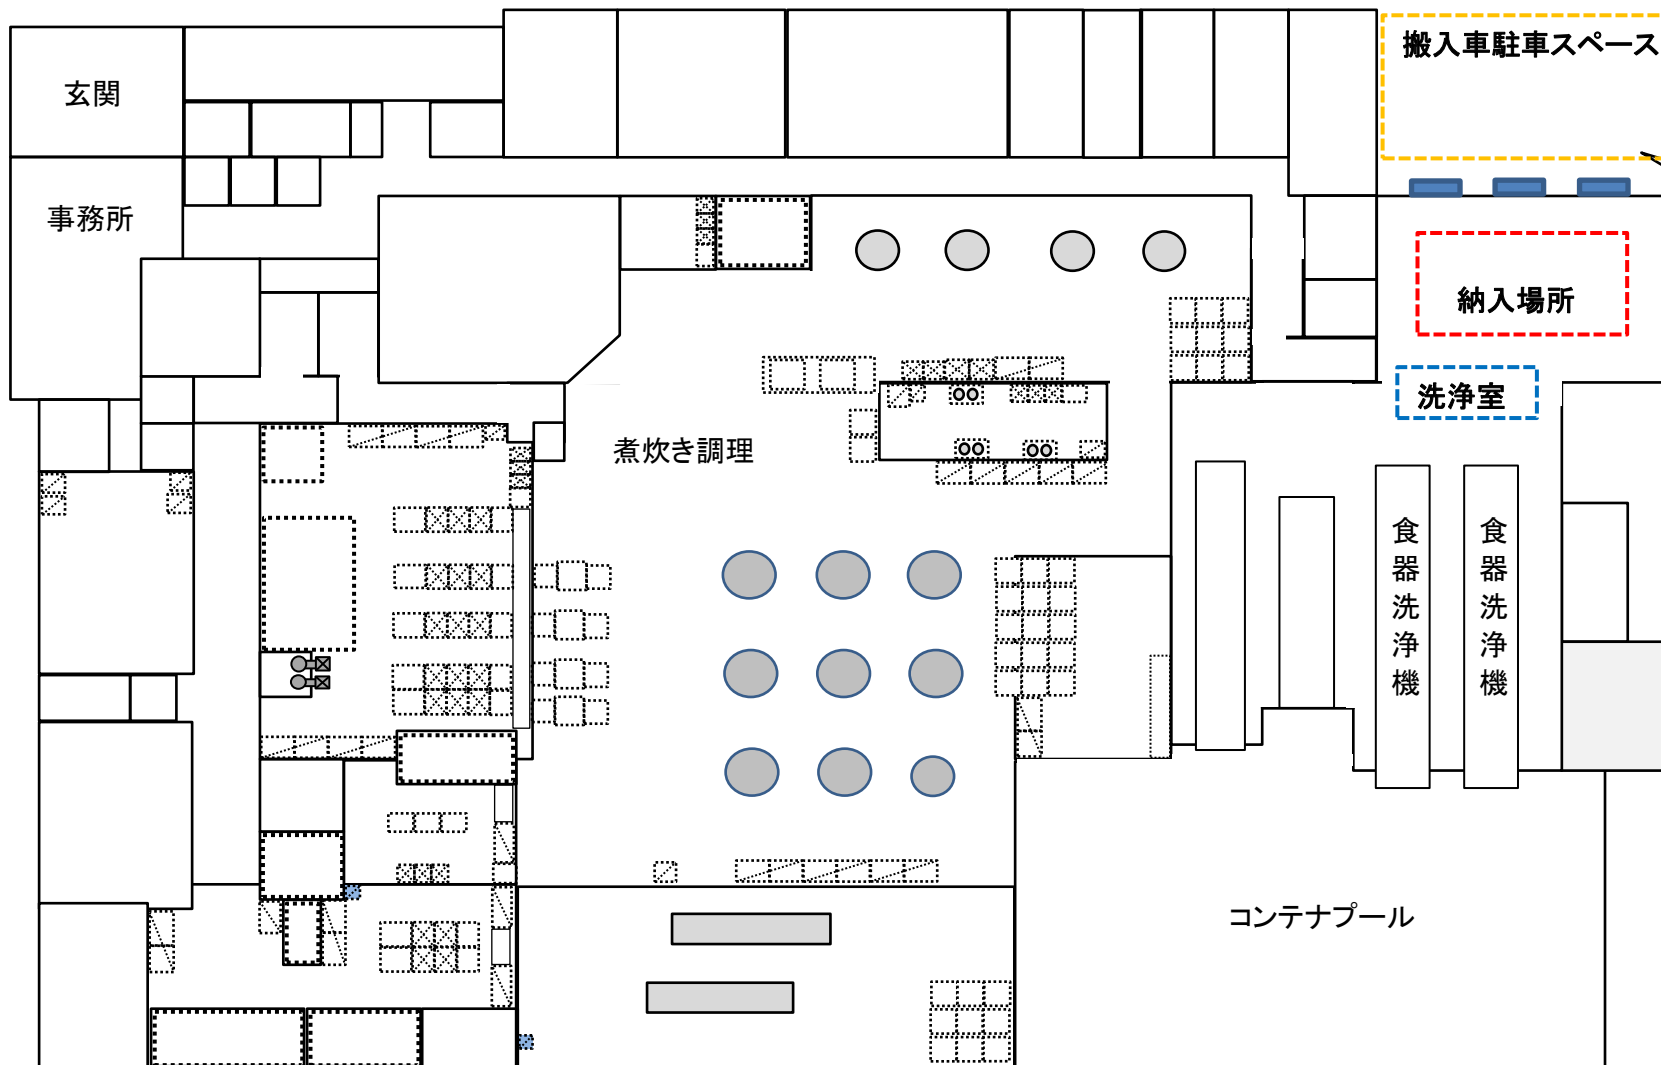 搬入車駐車スペース
玄関
事務所
納入場所
洗浄室
煮炊き調理
食器洗浄機
食器洗浄機
コンテナプール